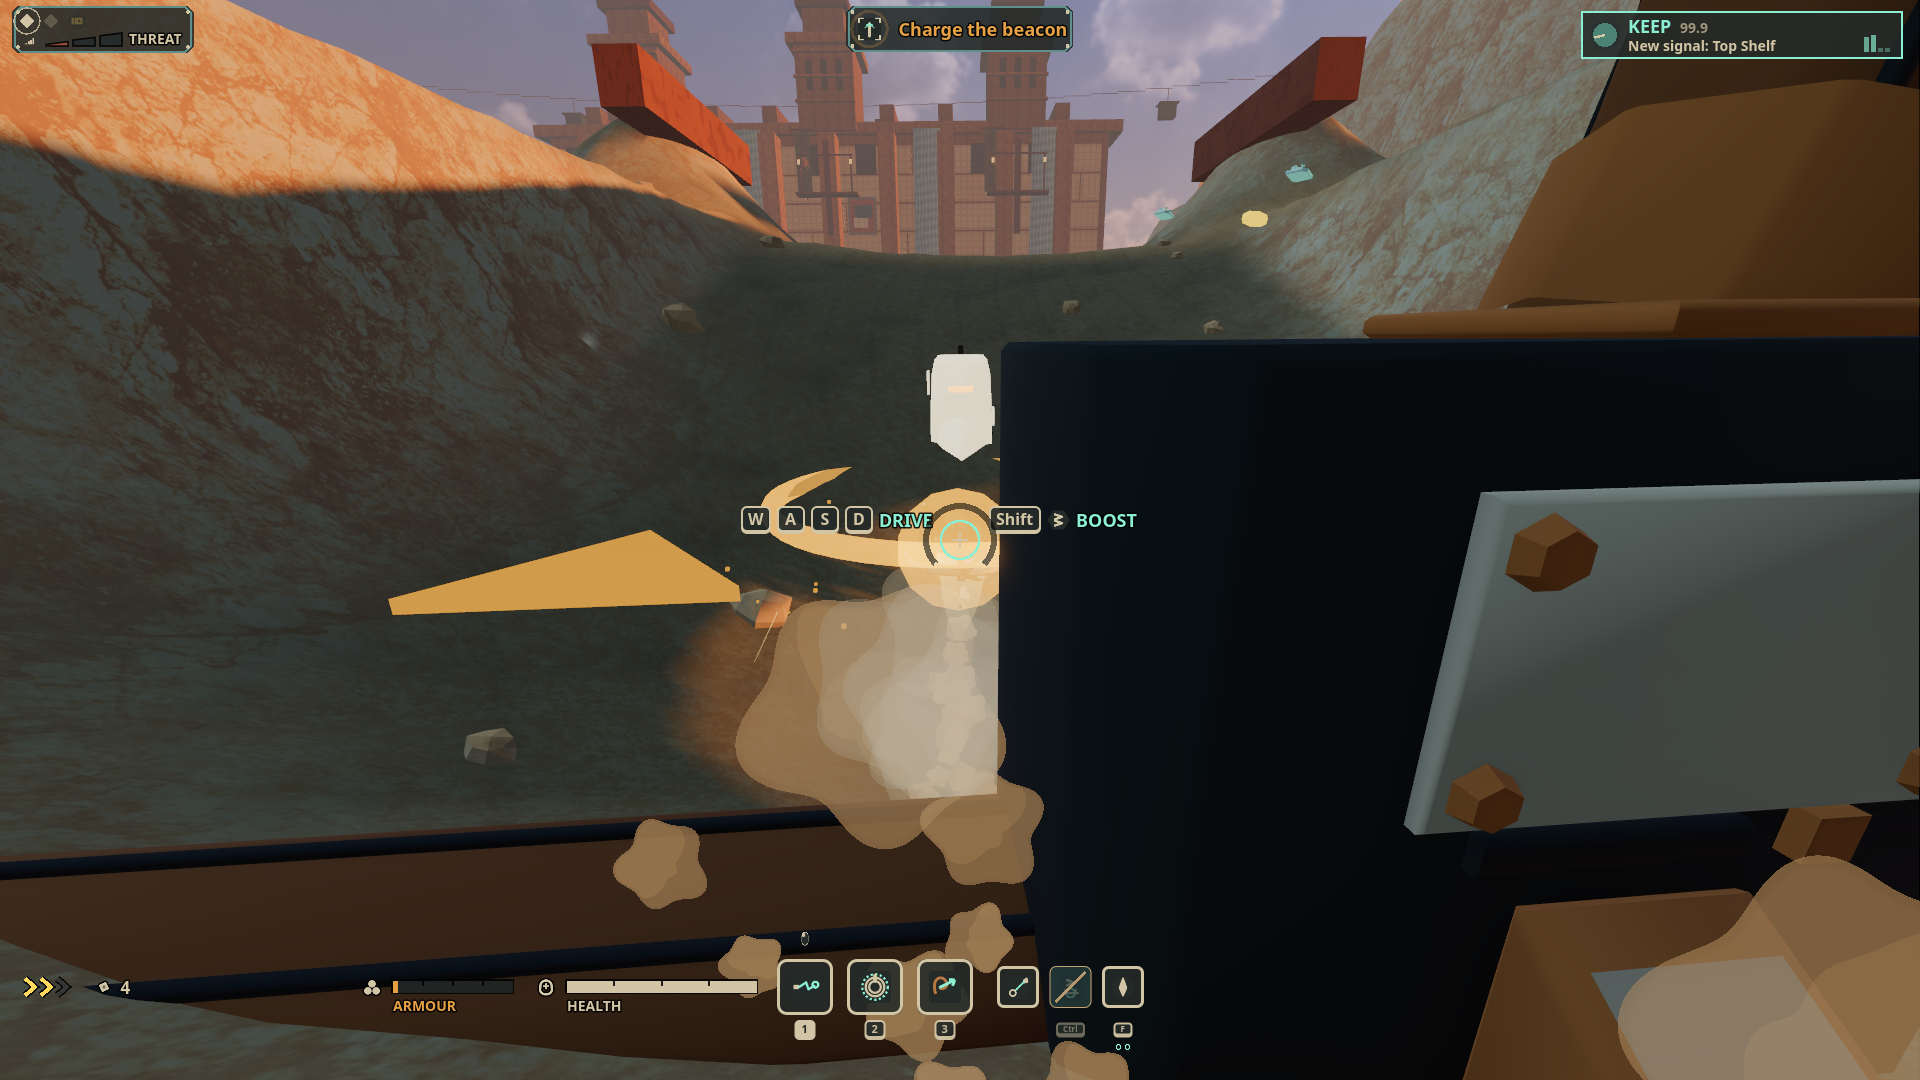 THREAT
Charge the beacon
KEEP 99.9
New signal: Top Shelf
W A S D DRIVE Shift BOOST
4
ARMOUR
HEALTH
1 2 3 Ctrl F